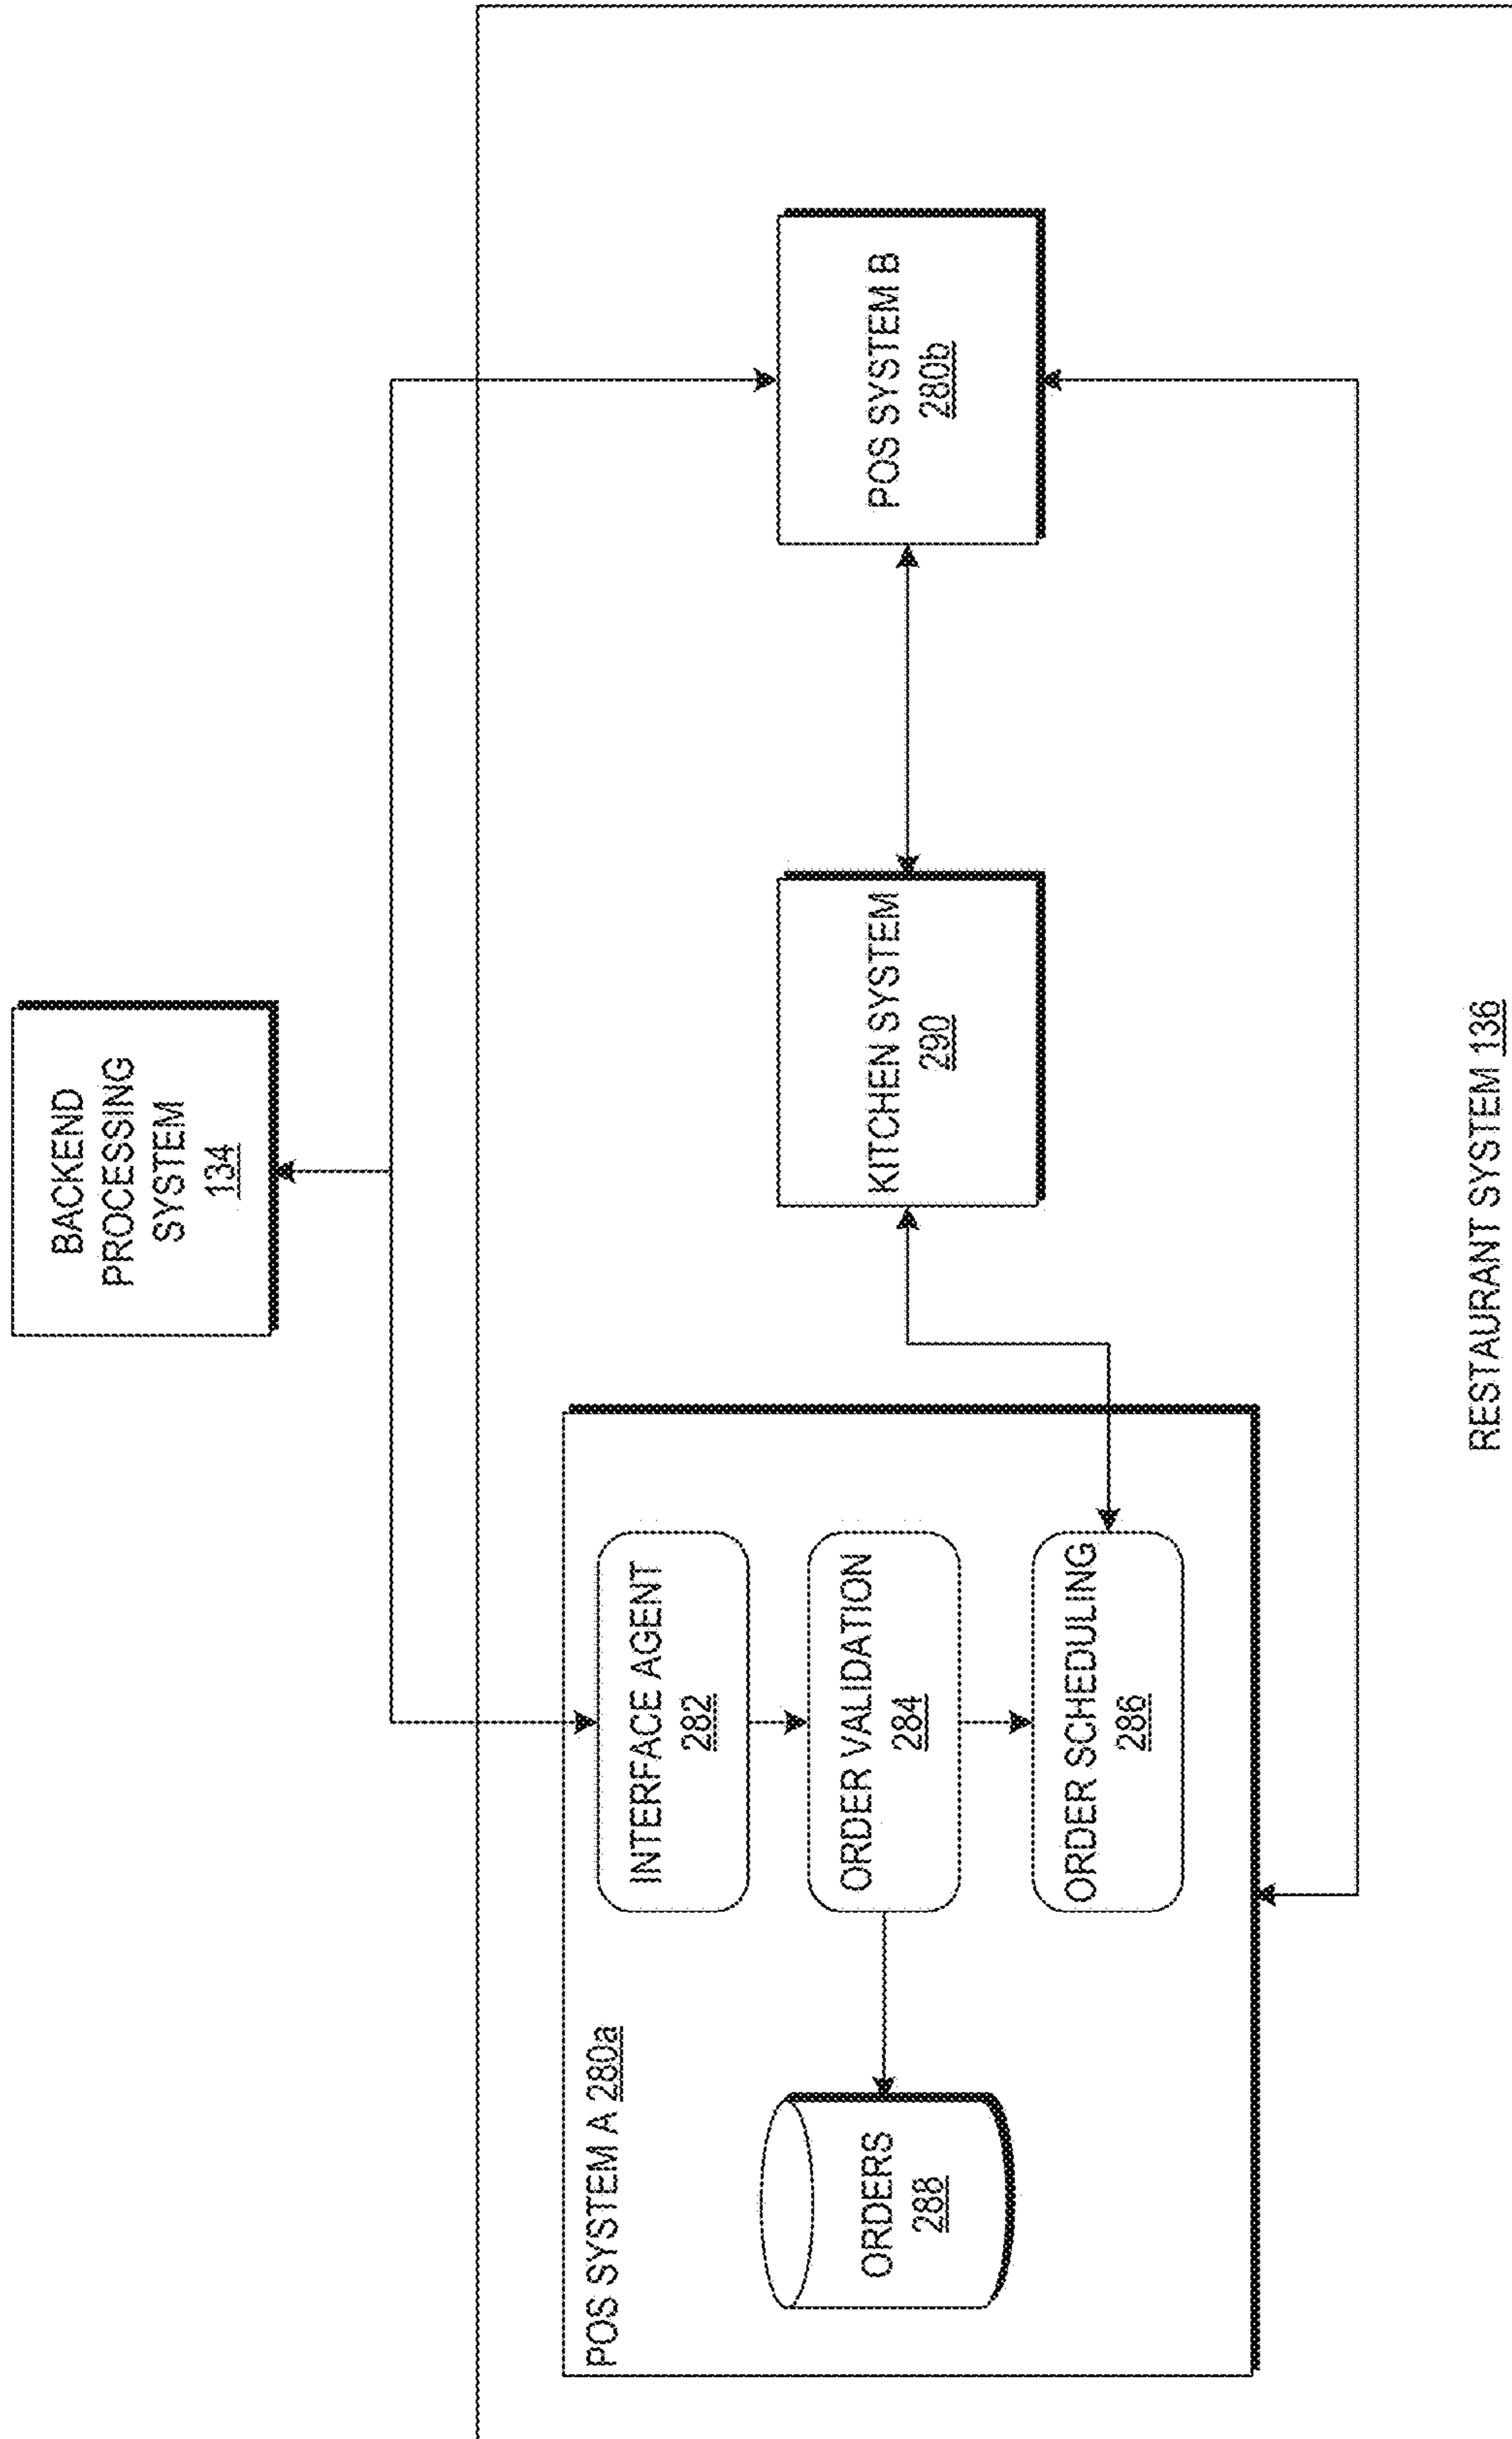 BACKEND
PROCESSING
SYSTEM
134
POS SYSTEM A 280a
INTERFACE AGENT
282
ORDER VALIDATION
284
ORDER SCHEDULING
286
ORDERS
288
KITCHEN SYSTEM
290
POS SYSTEM B
280b
RESTAURANT SYSTEM 136